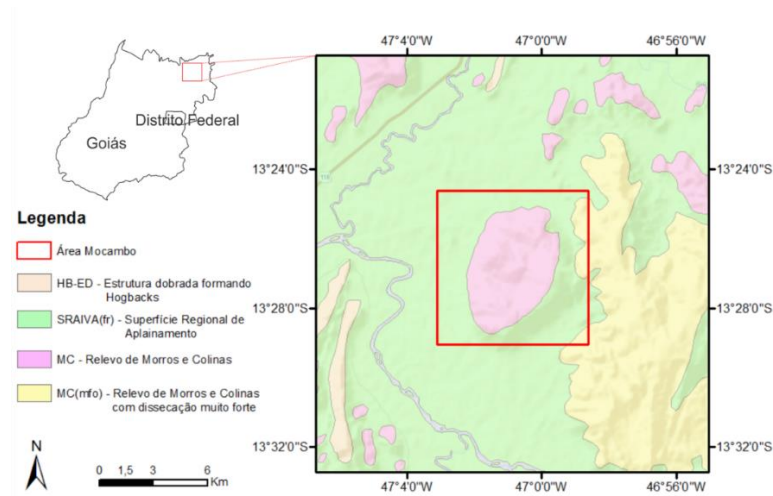 47°4'0"W 47°0'0"W 46°56'0"W
Distrito Federal
Goiás
13°24'0"S 13°24'0"S
Legenda
Área Mocambo
HB-ED - Estrutura dobrada formando
Hogbacks
13°28'0"S 13°28'0"S
SRAIVA(fr) - Superfície Regional de
Aplainamento
MC - Relevo de Morros e Colinas
MC(mfo) - Relevo de Morros e Colinas
com dissecação muito forte
13°32'0"S 13°32'0"S
N
0 1,5 3 6
Km
47°4'0"W 47°0'0"W 46°56'0"W